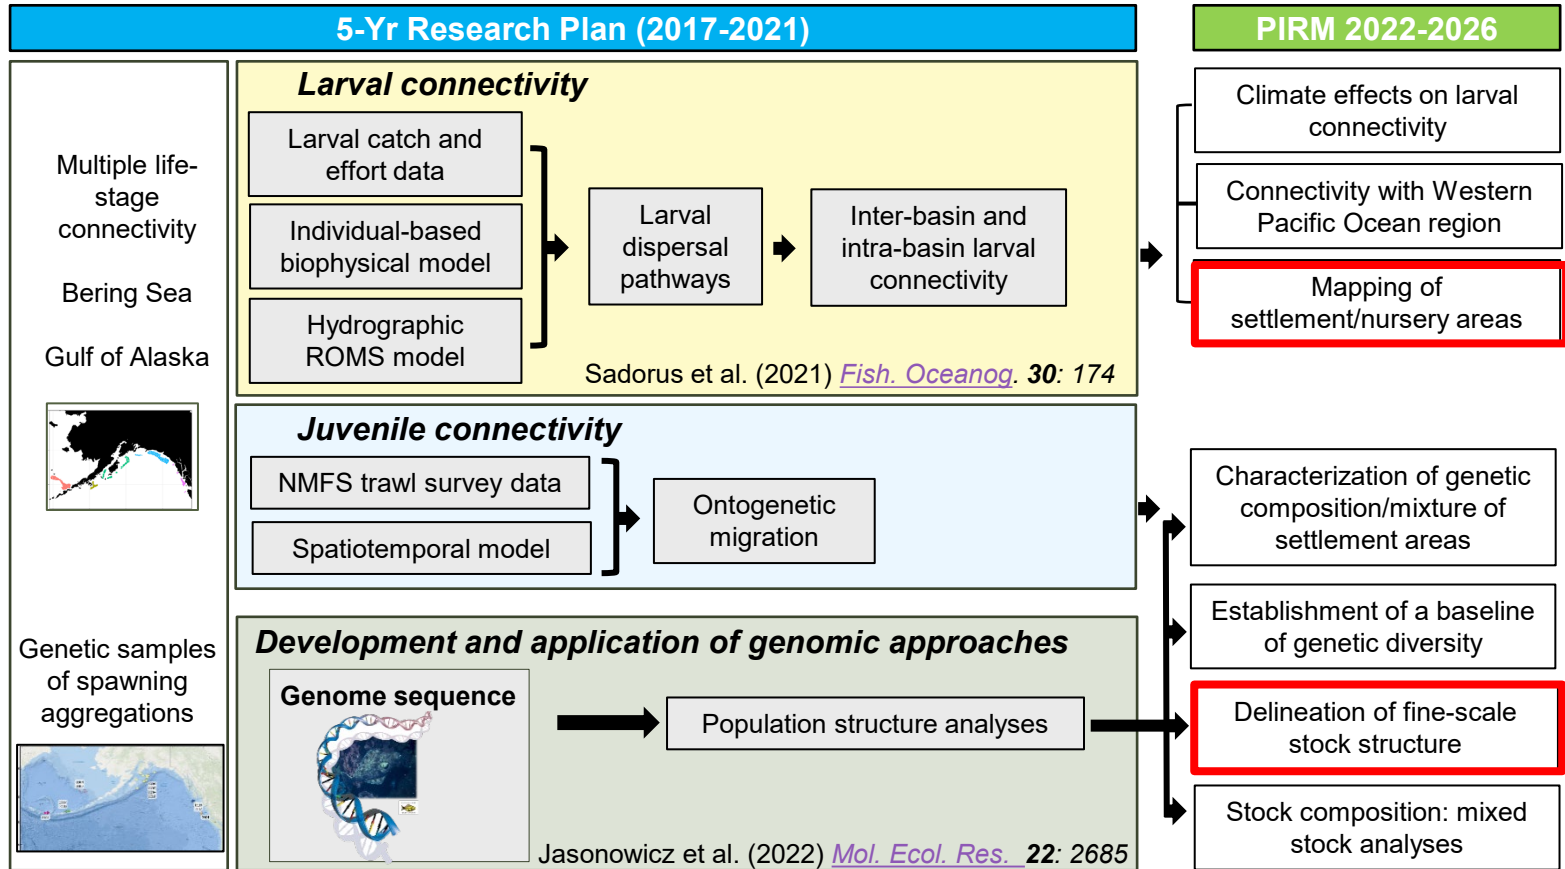 5-Yr Research Plan (2017-2021)
PIRM 2022-2026
Multiple life-
stage
connectivity
Bering Sea
Gulf of Alaska
Genetic samples
of spawning
aggregations
Larval connectivity
Larval catch and
effort data
Individual-based
biophysical model
Hydrographic
ROMS model
Larval
dispersal
pathways
Inter-basin and
intra-basin larval
connectivity
Sadorus et al. (2021) Fish. Oceanog. 30: 174
Juvenile connectivity
NMFS trawl survey data
Spatiotemporal model
Ontogenetic
migration
Development and application of genomic approaches
Genome sequence
Population structure analyses
Jasonowicz et al. (2022) Mol. Ecol. Res. 22: 2685
Climate effects on larval
connectivity
Connectivity with Western
Pacific Ocean region
Mapping of
settlement/nursery areas
Characterization of genetic
composition/mixture of
settlement areas
Establishment of a baseline
of genetic diversity
Delineation of fine-scale
stock structure
Stock composition: mixed
stock analyses